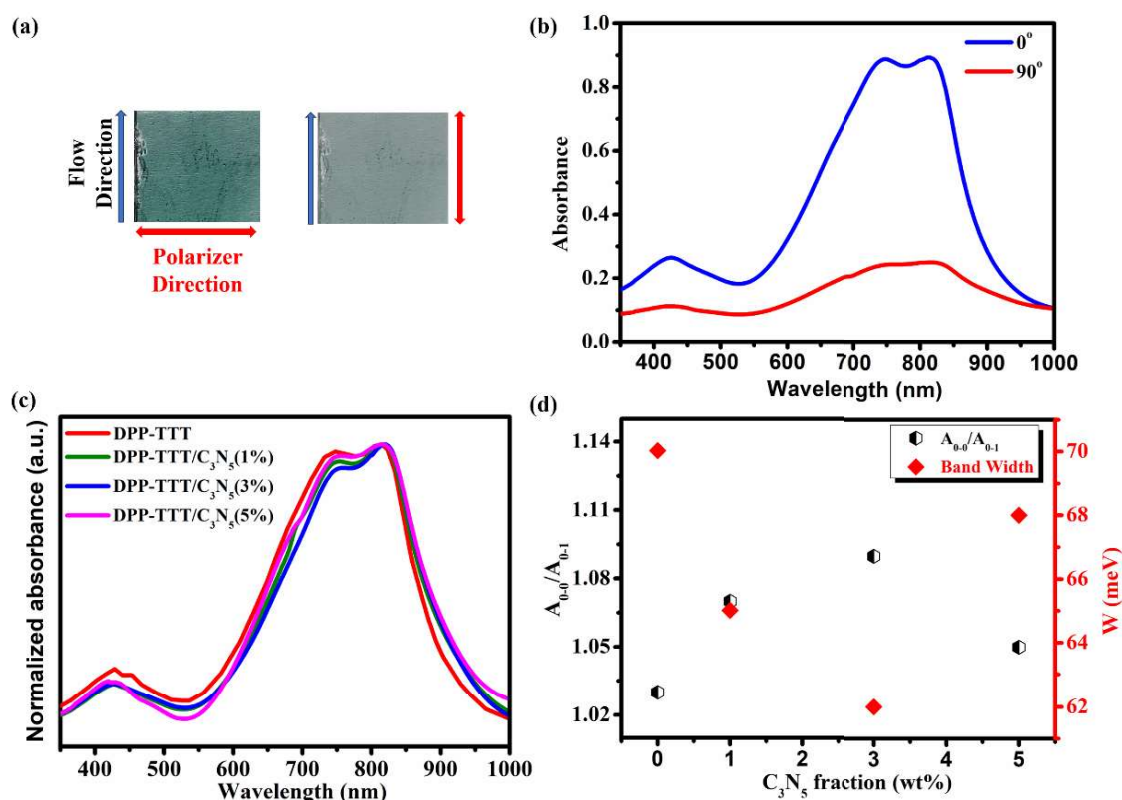 (a)
Flow
Direction
Polarizer
Direction
(b)
0°
90°
Absorbance
1.0
0.8
0.6
0.4
0.2
0.0
400 500 600 700 800 900 1000
Wavelength (nm)
(c)
DPP-TTT
DPP-TTT/C₃N₅(1%)
DPP-TTT/C₃N₅(3%)
DPP-TTT/C₃N₅(5%)
Normalized absorbance (a.u.)
400 500 600 700 800 900 1000
Wavelength (nm)
(d)
A₀₋₀/A₀₋₁
Band Width
A₀₋₀/A₀₋₁
1.14
1.11
1.08
1.05
1.02
70
68
66
64
62
W (meV)
0 1 2 3 4 5
C₃N₅ fraction (wt%)